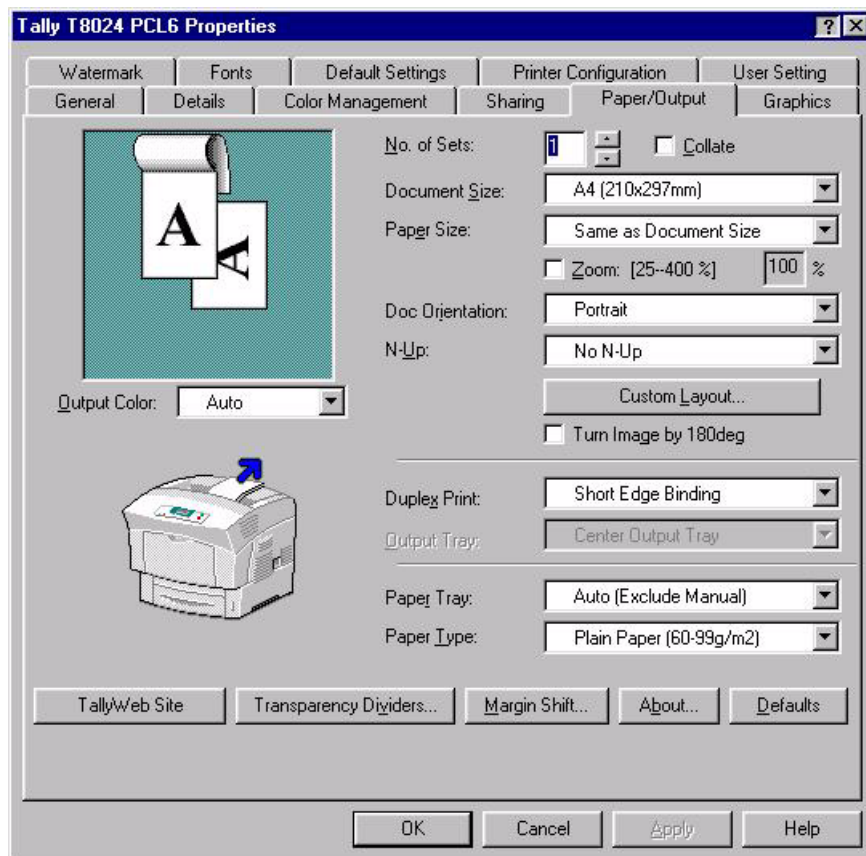 Tally T8024 PCL6 Properties
Watermark Fonts Default Settings Printer Configuration User Setting
General Details Color Management Sharing Paper/Output Graphics
No. of Sets: 1 Collate
Document Size: A4 (210x297mm)
Paper Size: Same as Document Size
Zoom: [25--400 %] 100 %
Doc Orientation: Portrait
N-Up: No N-Up
A
A
Output Color: Auto
Custom Layout...
Turn Image by 180deg
Duplex Print: Short Edge Binding
Output Tray: Center Output Tray
Paper Tray: Auto (Exclude Manual)
Paper Type: Plain Paper (60-99g/m2)
TallyWeb Site Transparency Dividers... Margin Shift... About... Defaults
OK Cancel Apply Help